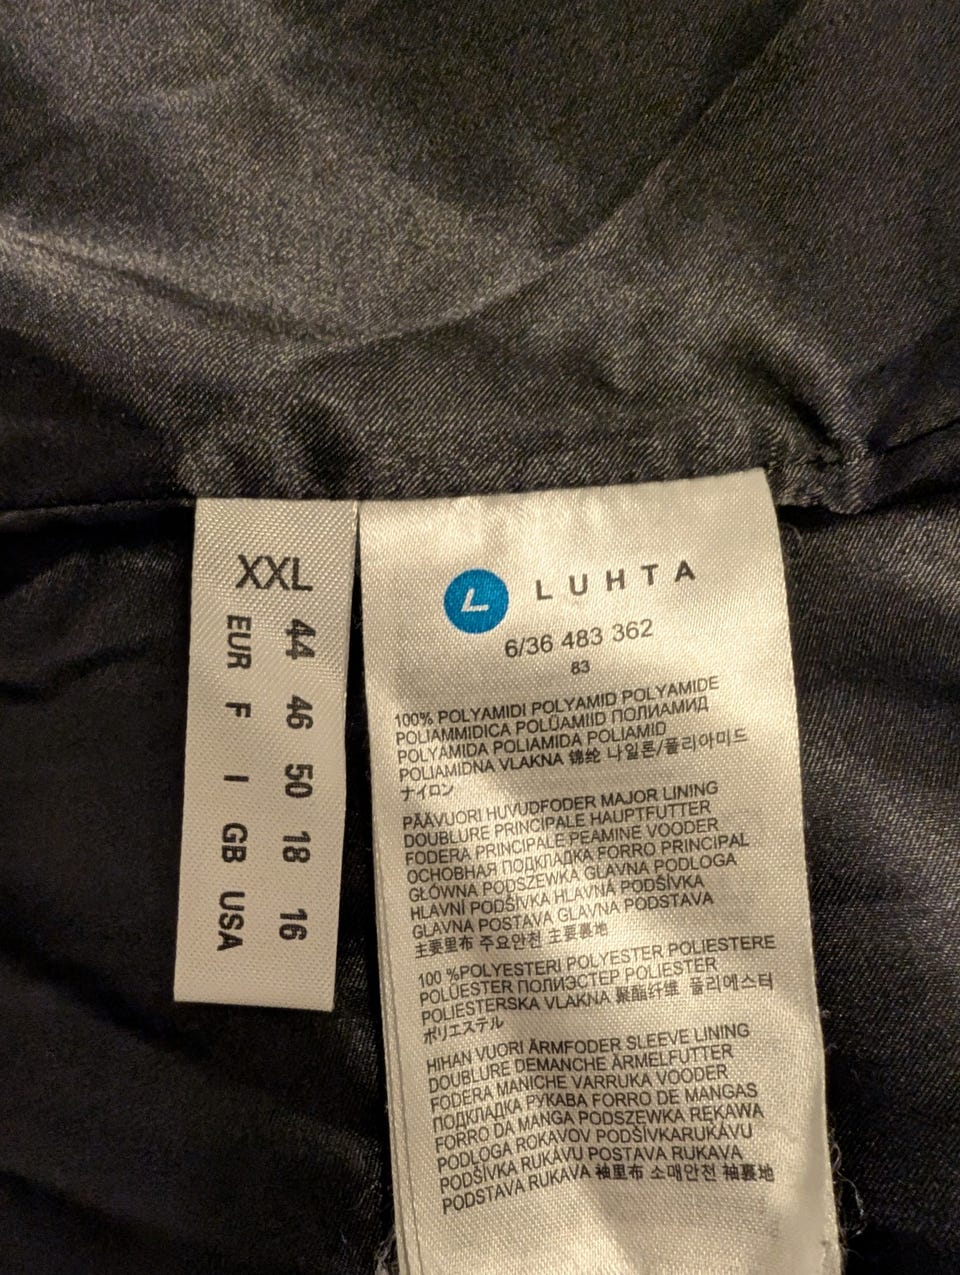 XXL
EUR 44
F 46
I 50
GB 18
USA 16
L LUHTA
6/36 483 362
83
100% POLYAMIDI POLYAMID POLYAMIDE
POLIAMMIDICA POLÜAMIID ПОЛИАМИД
POLYAMIDA POLIAMIDA POLIAMID
POLIAMIDNA VLAKNA 锦纶 나일론/폴리아미드
ナイロン
PÄÄVUORI HUVUDFODER MAJOR LINING
DOUBLURE PRINCIPALE HAUPTFUTTER
FODERA PRINCIPALE PEAMINE VOODER
ОСНОВНАЯ ПОДКЛАДКА FORRO PRINCIPAL
GŁÓWNA PODSZEWKA GLAVNA PODLOGA
HLAVNÍ PODŠÍVKA HLAVNÁ PODŠÍVKA
GLAVNA POSTAVA GLAVNA PODSTAVA
主要里布 주요안천 主要裏地
100 %POLYESTERI POLYESTER POLIESTERE
POLÜESTER ПОЛИЭСТЕР POLIESTER
POLIESTERSKA VLAKNA 聚酯纤维 폴리에스터
ポリエステル
HIHAN VUORI ÄRMFODER SLEEVE LINING
DOUBLURE DEMANCHE ÄRMELFUTTER
FODERA MANICHE VARRUKA VOODER
ПОДКЛАДКА РУКАВА FORRO DE MANGAS
FORRO DA MANGA PODSZEWKA RĘKAWA
PODLOGA ROKAVOV PODŠÍVKARUKÁVU
PODŠÍVKA RUKÁVU POSTAVA RUKAVA
PODSTAVA RUKAVA 袖里布 소매안천 袖裏地